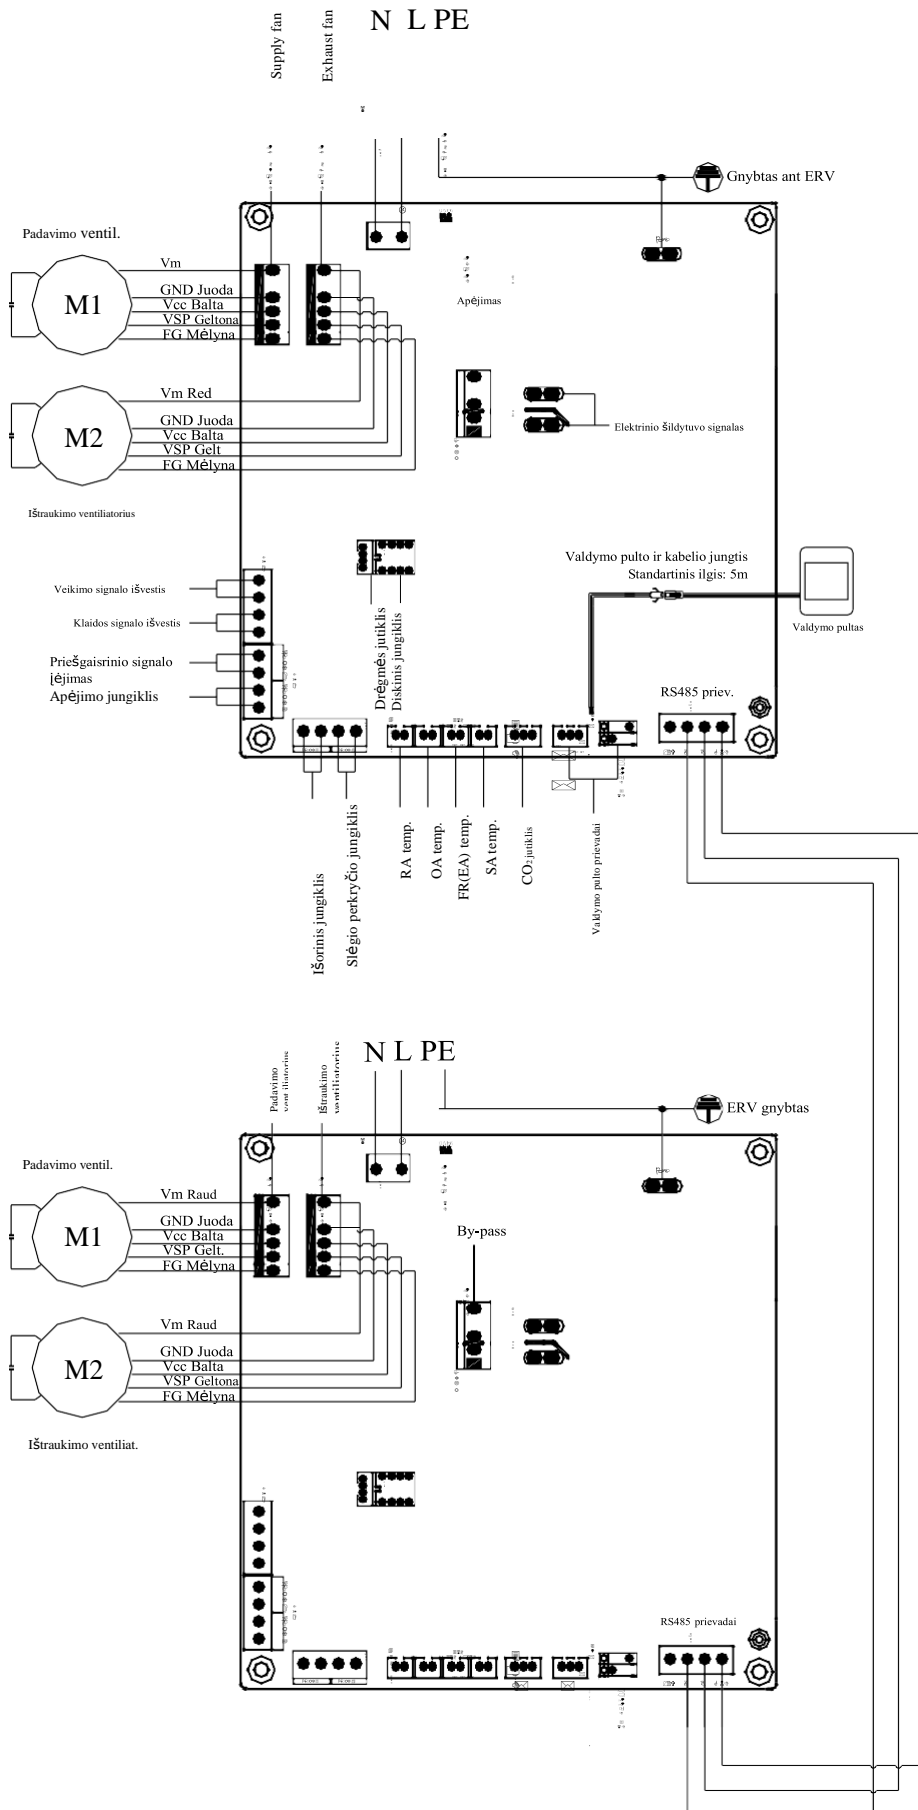 N L PE
Supply fan
Exhaust fan
Gnybtas ant ERV
Padavimo ventil.
Vm
GND Juoda
Vcc Balta
VSP Geltona
FG Mėlyna
M1
Apėjimas
Vm Red
GND Juoda
Vcc Balta
VSP Gelt
FG Mėlyna
M2
Elektrinio šildytuvo signalas
Ištraukimo ventiliatorius
Valdymo pulto ir kabelio jungtis
Standartinis ilgis: 5m
Valdymo pultas
Veikimo signalo išvestis
Klaidos signalo išvestis
Priešgaisrinio signalo
įėjimas
Apėjimo jungiklis
Drėgmės jutiklis
Diskinis jungiklis
RS485 priev.
Išorinis jungiklis
Slėgio perkryčio jungiklis
RA temp.
OA temp.
FR(EA) temp.
SA temp.
CO2 jutiklis
Valdymo pulto prievadai
N L PE
Padavimo
ventiliatorius
Ištraukimo
ventiliatorius
ERV gnybtas
Padavimo ventil.
Vm Raud
GND Juoda
Vcc Balta
VSP Gelt.
FG Mėlyna
M1
By-pass
Vm Raud
GND Juoda
Vcc Balta
VSP Geltona
FG Mėlyna
M2
Ištraukimo ventiliat.
RS485 prievadai